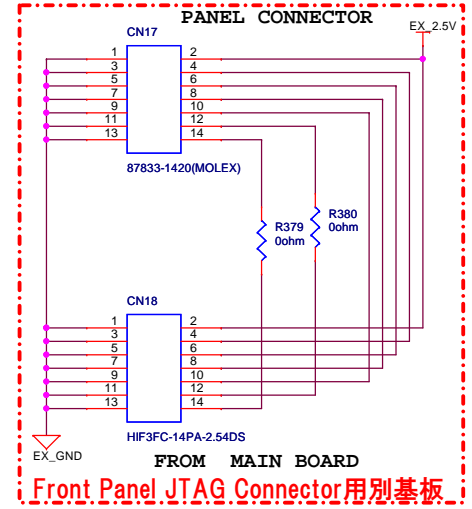 PANEL CONNECTOR
EX_2.5V
CN17
1 2
3 4
5 6
7 8
9 10
11 12
13 14
87833-1420(MOLEX)
R379
0ohm
R380
0ohm
CN18
1 2
3 4
5 6
7 8
9 10
11 12
13 14
HIF3FC-14PA-2.54DS
EX_GND
FROM MAIN BOARD
Front Panel JTAG Connector用別基板